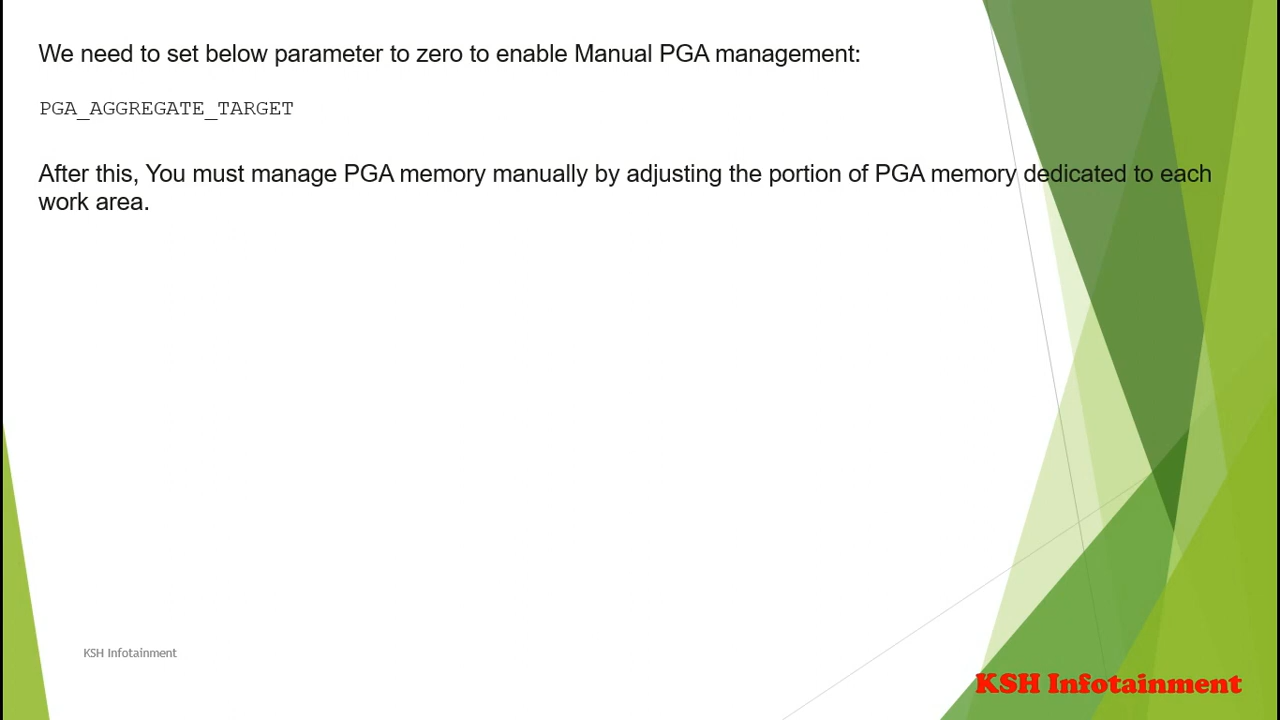 We need to set below parameter to zero to enable Manual PGA management:
PGA_AGGREGATE_TARGET
After this, You must manage PGA memory manually by adjusting the portion of PGA memory dedicated to each
work area.
KSH Infotainment
KSH Infotainment